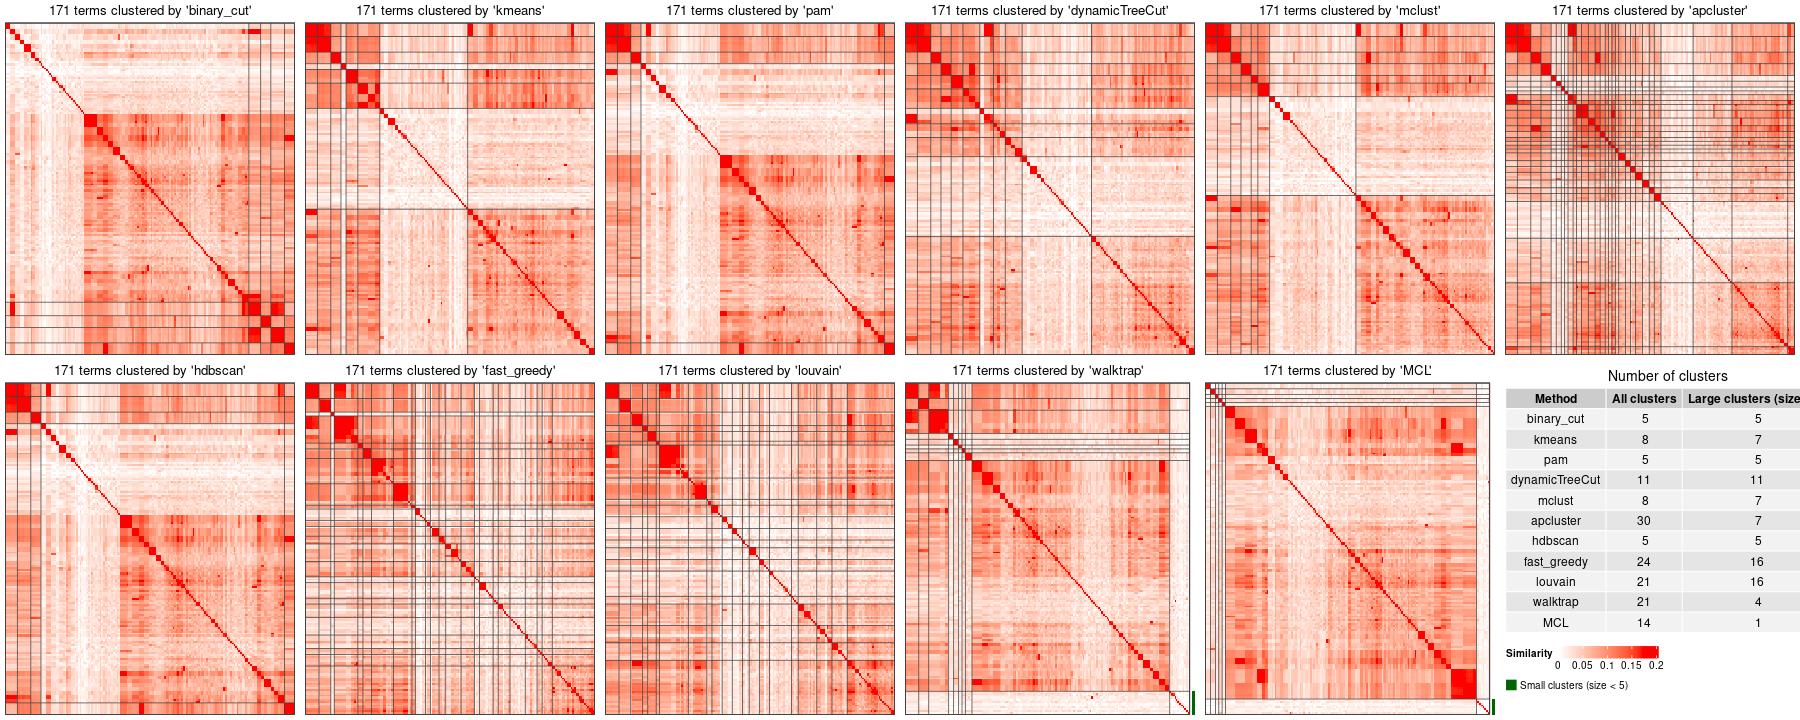 171 terms clustered by 'binary_cut'
171 terms clustered by 'kmeans'
171 terms clustered by 'pam'
171 terms clustered by 'dynamicTreeCut'
171 terms clustered by 'mclust'
171 terms clustered by 'apcluster'
171 terms clustered by 'hdbscan'
171 terms clustered by 'fast_greedy'
171 terms clustered by 'louvain'
171 terms clustered by 'walktrap'
171 terms clustered by 'MCL'
Number of clusters
Method All clusters Large clusters (size
binary_cut 5 5
kmeans 8 7
pam 5 5
dynamicTreeCut 11 11
mclust 8 7
apcluster 30 7
hdbscan 5 5
fast_greedy 24 16
louvain 21 16
walktrap 21 4
MCL 14 1
Similarity
0 0.05 0.1 0.15 0.2
Small clusters (size < 5)